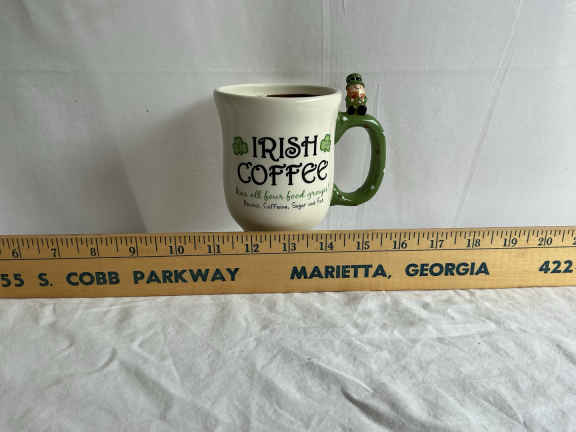 IRISH
COFFEE
has all four food groups!
Booze, Caffeine, Sugar and Fat
6 7 8 9 10 11 12 13 14 15 16 17 18 19 20
55 S. COBB PARKWAY MARIETTA, GEORGIA 422